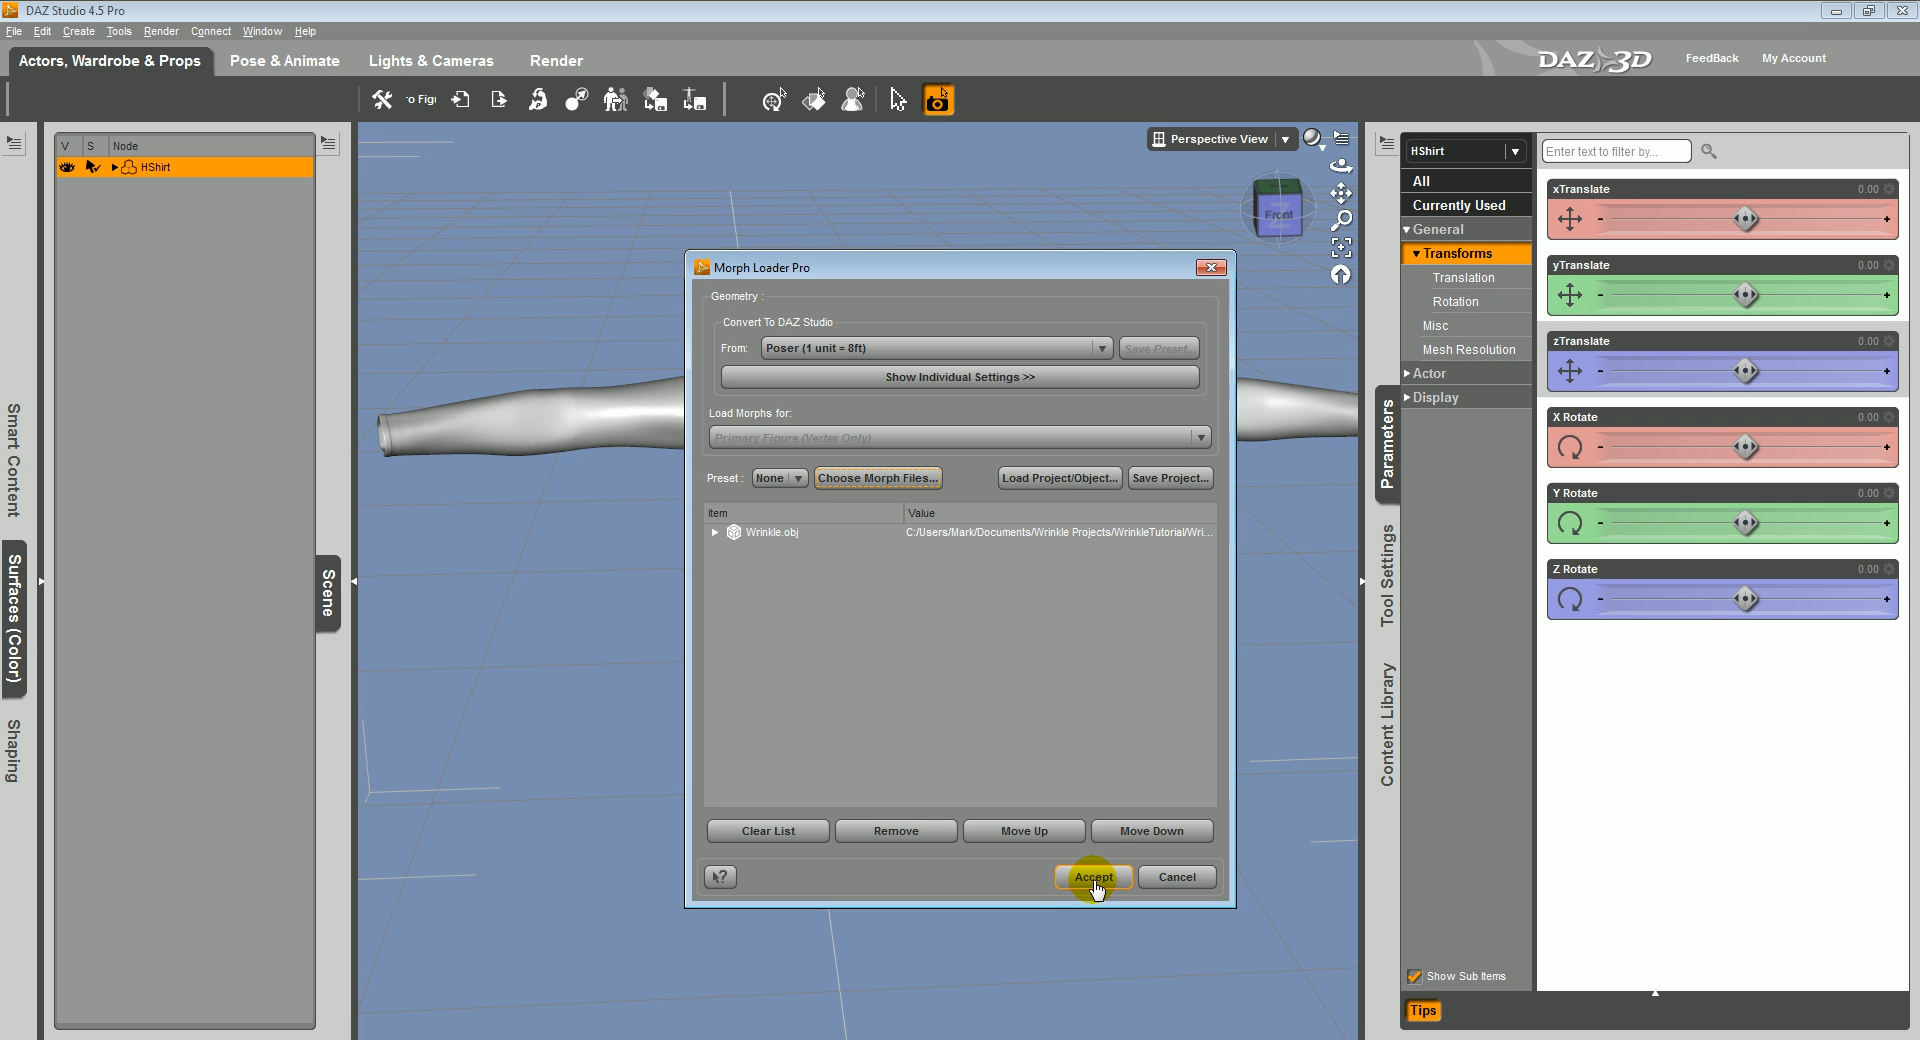 DAZ Studio 4.5 Pro
File Edit Create Tools Render Connect Window Help
Actors, Wardrobe & Props Pose & Animate Lights & Cameras Render
DAZ 3D FeedBack My Account
o Figu
V S Node
HShirt
Perspective View
Front
Smart Content
Surfaces (Color)
Shaping
Scene
Morph Loader Pro
Geometry :
Convert To DAZ Studio
From: Poser (1 unit = 8ft) Save Preset...
Show Individual Settings >>
Load Morphs for:
Primary Figure (Vertex Only)
Preset : None Choose Morph Files... Load Project/Object... Save Project...
Item Value
Wrinkle.obj C:/Users/Mark/Documents/Wrinkle Projects/WrinkleTutorial/Wri...
Clear List Remove Move Up Move Down
Accept Cancel
Parameters
Tool Settings
Content Library
HShirt
All
Currently Used
General
Transforms
Translation
Rotation
Misc
Mesh Resolution
Actor
Display
Show Sub Items
Tips
Enter text to filter by...
xTranslate 0.00
- +
yTranslate 0.00
- +
zTranslate 0.00
- +
X Rotate 0.00
- +
Y Rotate 0.00
- +
Z Rotate 0.00
- +